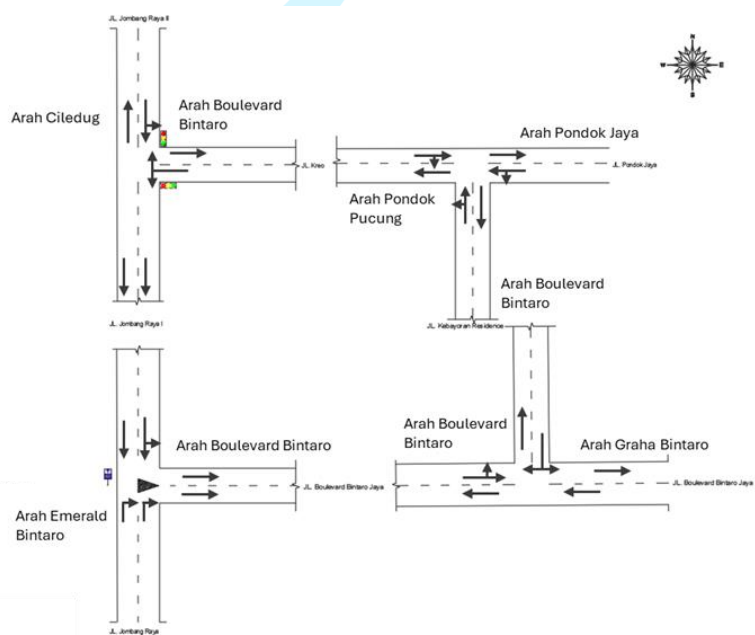 JL. Jombang Raya II
N
W
E
S
Arah Ciledug
Arah Boulevard
Bintaro
Arah Pondok Jaya
JL. Kreo
JL. Pondok Jaya
Arah Pondok
Pucung
Arah Boulevard
Bintaro
JL. Jombang Raya I
JL. Kebayoran Residence
Arah Boulevard
Bintaro
Arah Boulevard Bintaro
Arah Graha Bintaro
JL. Boulevard Bintaro Jaya
JL. Boulevard Bintaro Jaya
Arah Emerald
Bintaro
JL. Jombang Raya